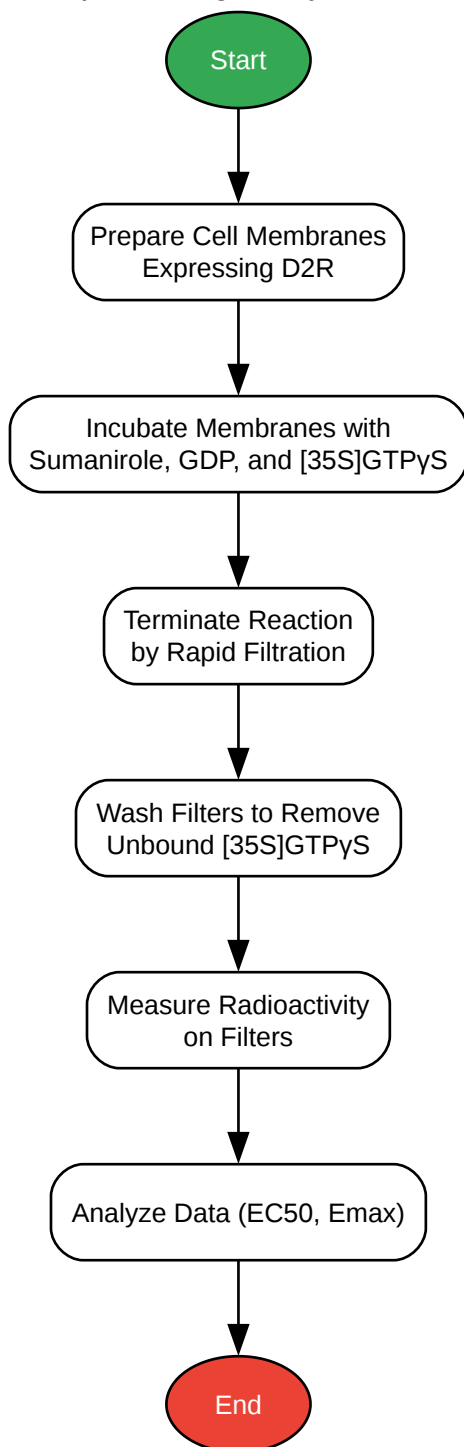 Start
Prepare Cell Membranes
Expressing D2R
Incubate Membranes with
Sumanirole, GDP, and [35S]GTPγS
Terminate Reaction
by Rapid Filtration
Wash Filters to Remove
Unbound [35S]GTPγS
Measure Radioactivity
on Filters
Analyze Data (EC50, Emax)
End